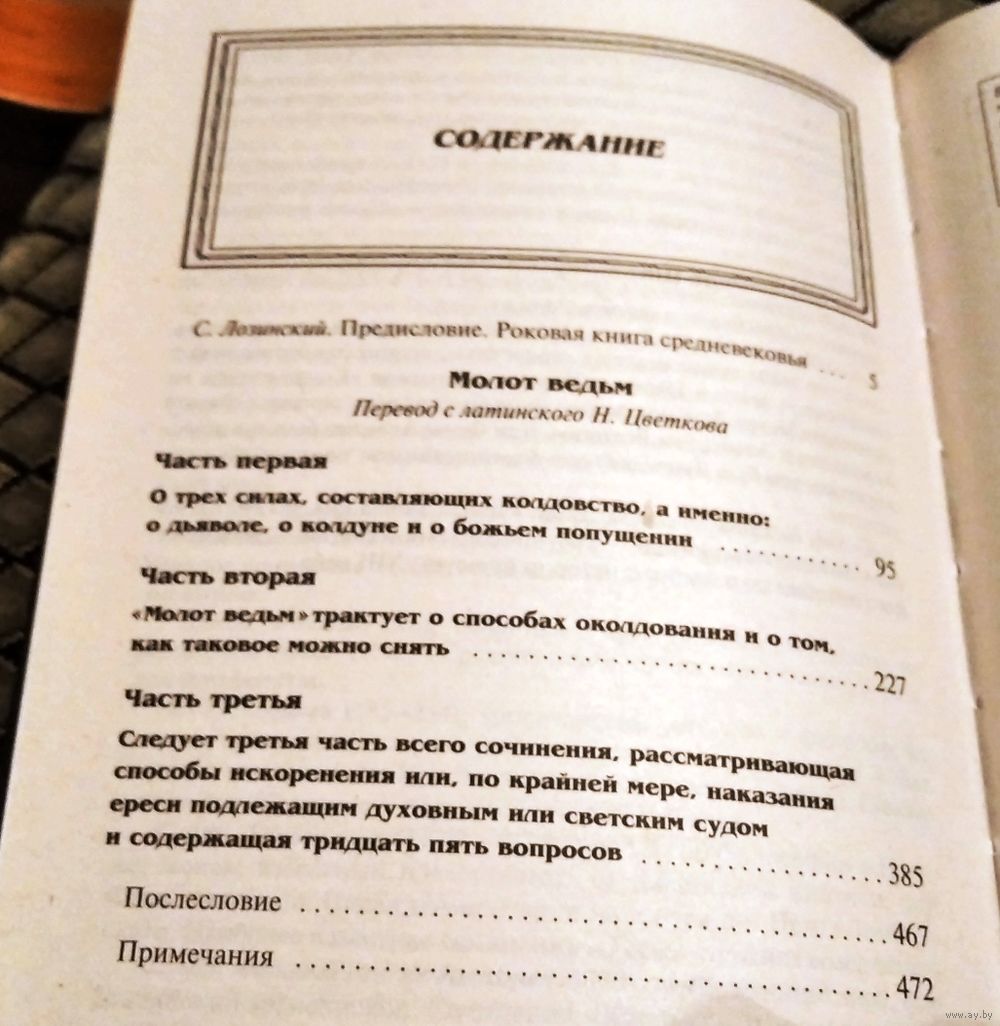 СОДЕРЖАНИЕ
С. Лозинский. Предисловие. Роковая книга средневековья ... 5
Молот ведьм
Перевод с латинского Н. Цветкова
Часть первая
О трех силах, составляющих колдовство, а именно:
о дьяволе, о колдуне и о божьем попущении .......... 95
Часть вторая
«Молот ведьм» трактует о способах околдования и о том,
как таковое можно снять ........................ 227
Часть третья
Следует третья часть всего сочинения, рассматривающая
способы искоренения или, по крайней мере, наказания
ереси подлежащим духовным или светским судом
и содержащая тридцать пять вопросов ............... 385
Послесловие .................................... 467
Примечания ..................................... 472
www.ay.by